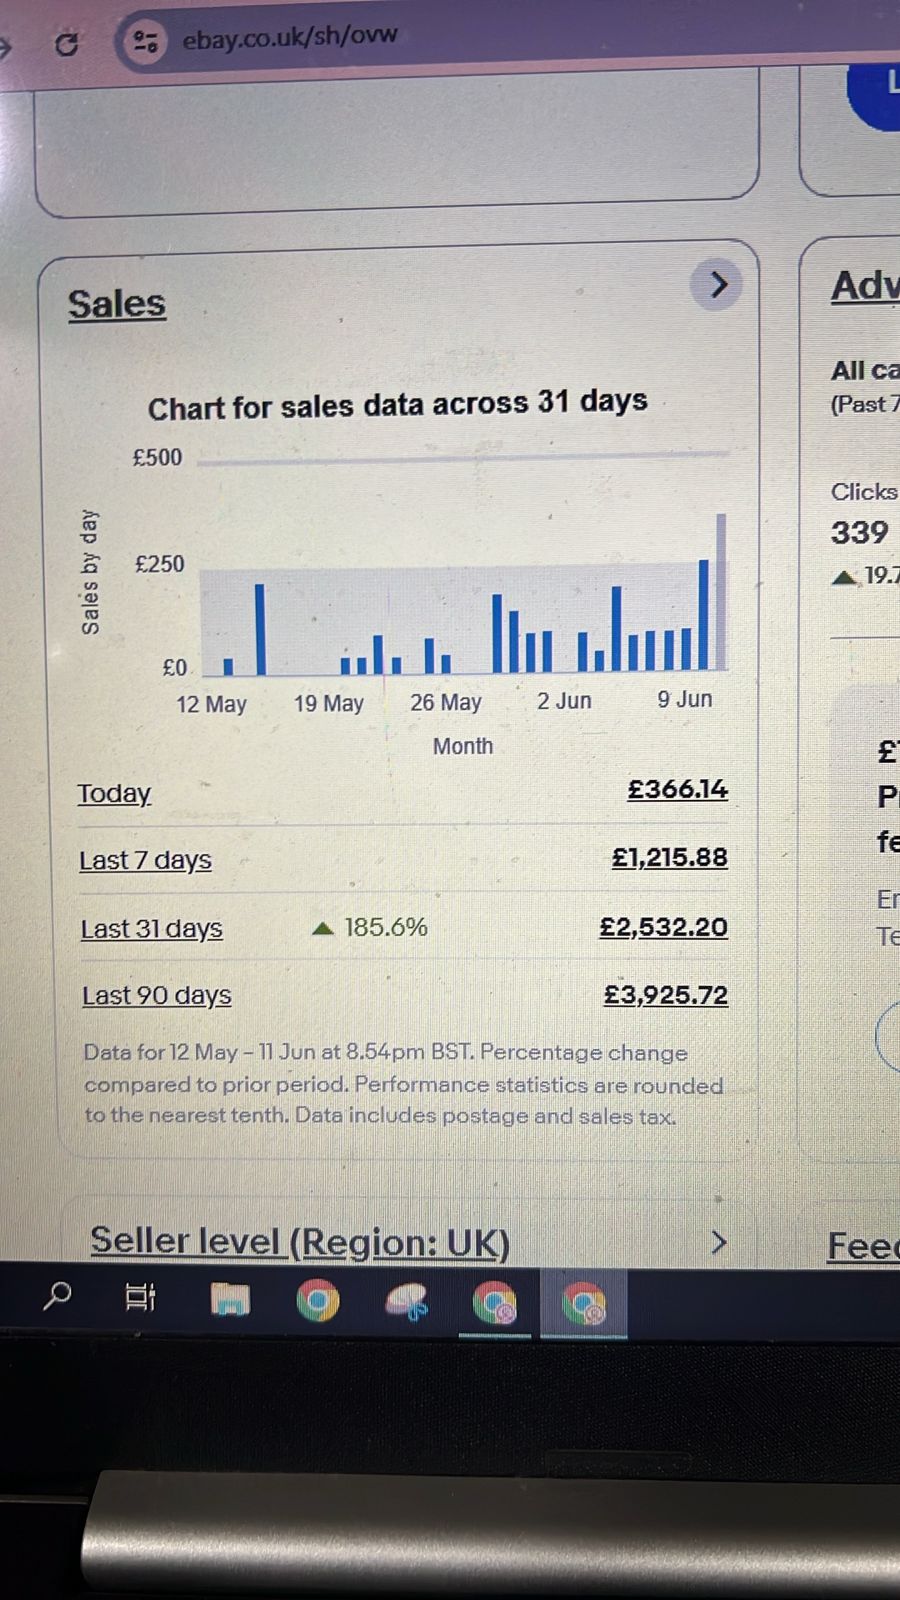 ebay.co.uk/sh/ovw
L
Sales
Chart for sales data across 31 days
£500
£250
£0
Sales by day
12 May 19 May 26 May 2 Jun 9 Jun
Month
Today £366.14
Last 7 days £1,215.88
Last 31 days 185.6% £2,532.20
Last 90 days £3,925.72
Data for 12 May – 11 Jun at 8.54pm BST. Percentage change
compared to prior period. Performance statistics are rounded
to the nearest tenth. Data includes postage and sales tax.
Seller level (Region: UK)
Adv
All ca
(Past 7
Clicks
339
19.7
£
P
fe
Er
Te
Feed